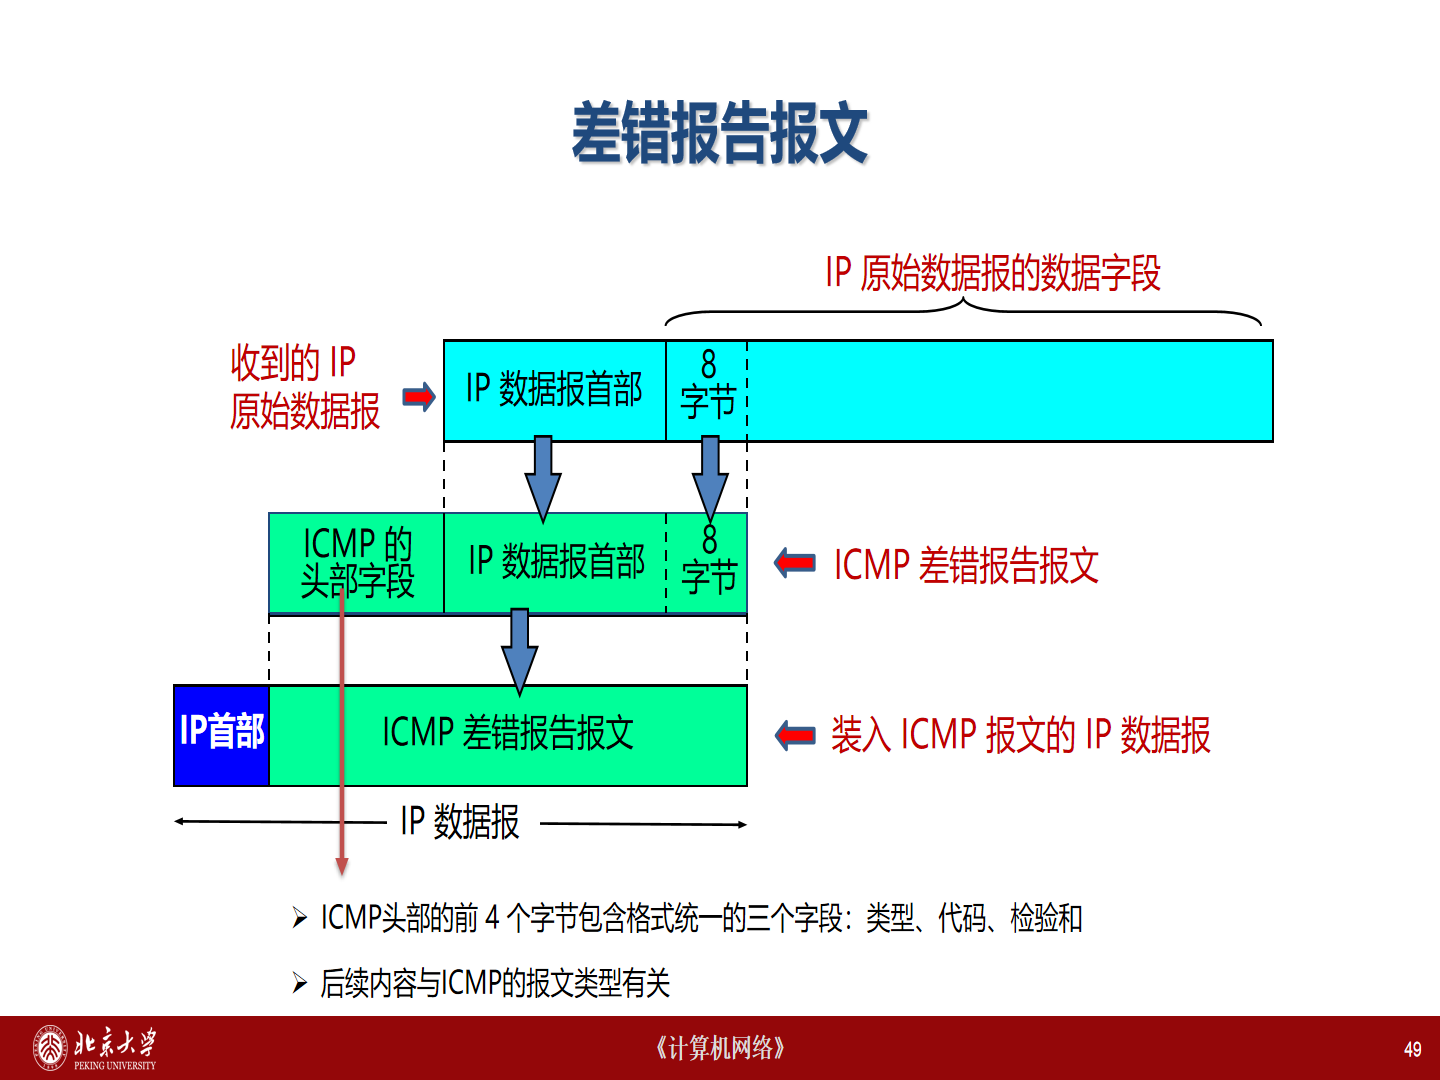 差错报告报文
IP 原始数据报的数据字段
收到的 IP
原始数据报
IP 数据报首部
8
字节
ICMP 的
头部字段
IP 数据报首部
8
字节
ICMP 差错报告报文
IP首部
ICMP 差错报告报文
装入 ICMP 报文的 IP 数据报
IP 数据报
ICMP头部的前 4 个字节包含格式统一的三个字段：类型、代码、检验和
后续内容与ICMP的报文类型有关
北京大学
PEKING UNIVERSITY
《计算机网络》
49